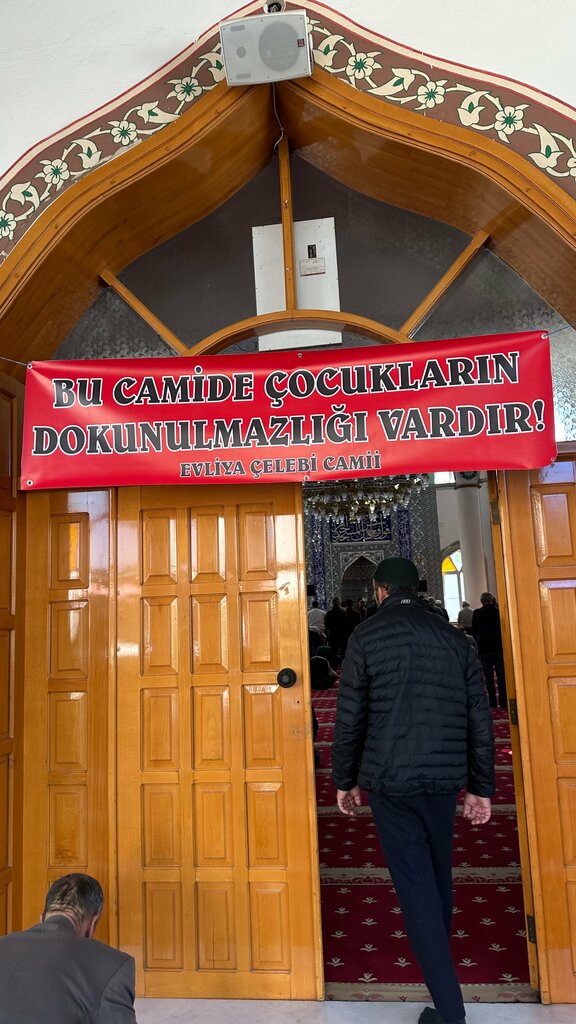 BU CAMİDE ÇOCUKLARIN
DOKUNULMAZLIĞI VARDIR!
EVLİYA ÇELEBİ CAMİİ